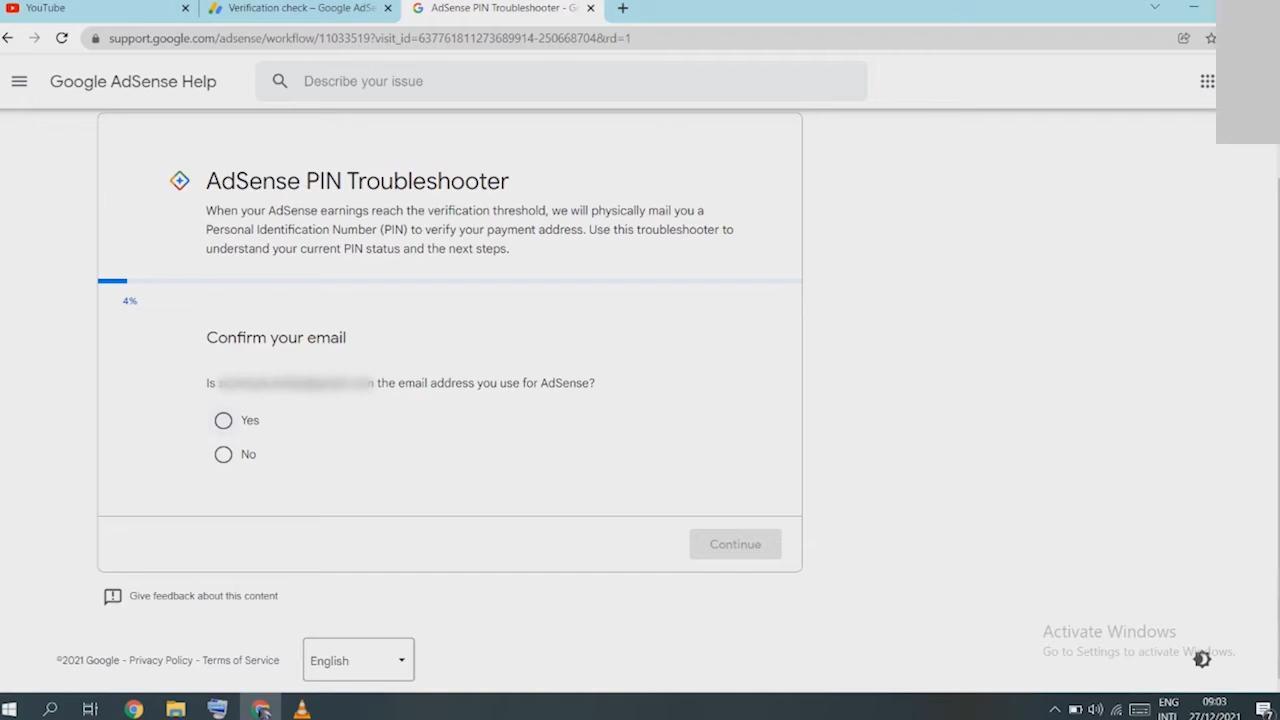 YouTube
Verification check – Google AdSe
AdSense PIN Troubleshooter - G
support.google.com/adsense/workflow/11033519?visit_id=637761811273689914-250668704&rd=1
Google AdSense Help
Describe your issue
AdSense PIN Troubleshooter
When your AdSense earnings reach the verification threshold, we will physically mail you a
Personal Identification Number (PIN) to verify your payment address. Use this troubleshooter to
understand your current PIN status and the next steps.
4%
Confirm your email
Is the email address you use for AdSense?
Yes
No
Continue
Give feedback about this content
Activate Windows
Go to Settings to activate Windows.
©2021 Google - Privacy Policy - Terms of Service
English
ENG
INTL
09:03
27/12/2021